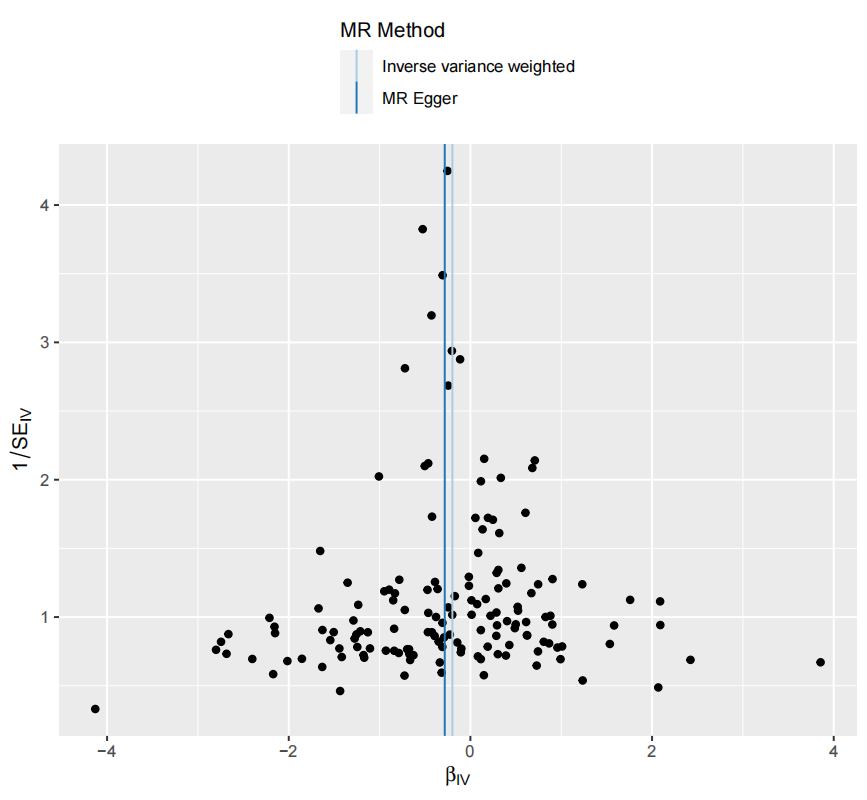 MR Method
Inverse variance weighted
MR Egger
4
3
2
1
1/SE_IV
−4
−2
0
2
4
β_IV